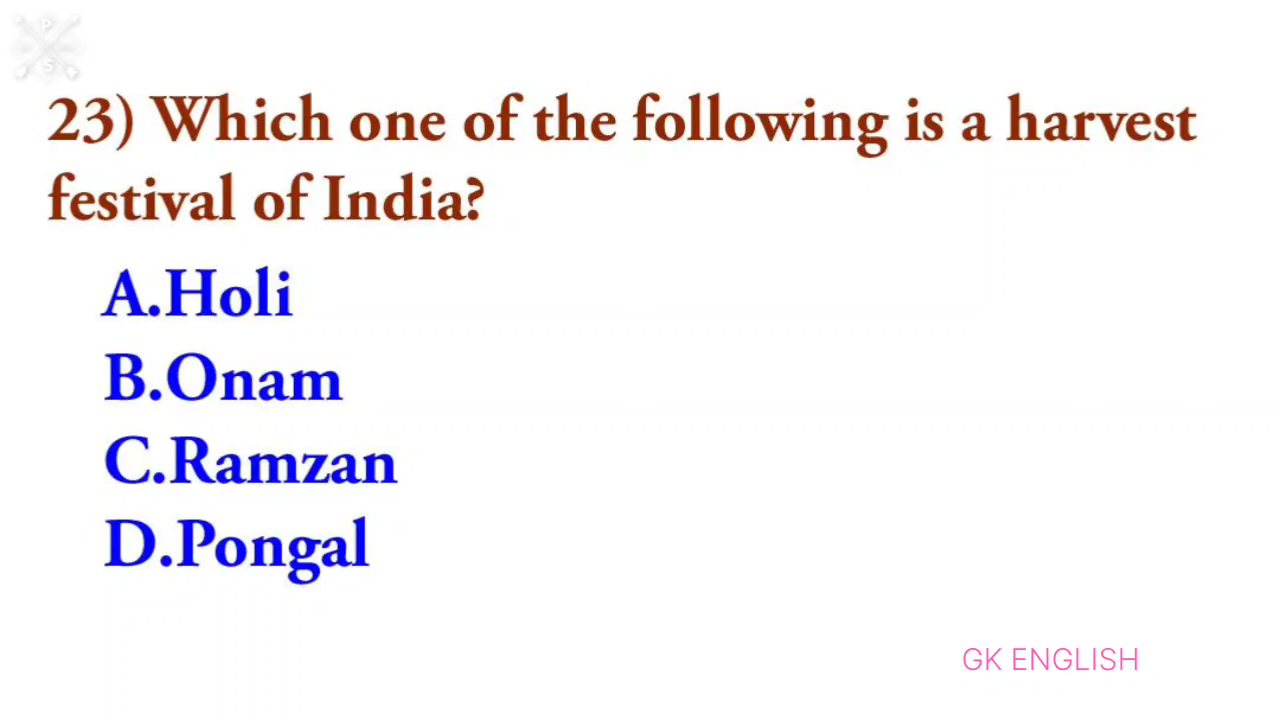 P
S
23) Which one of the following is a harvest
festival of India?
A.Holi
B.Onam
C.Ramzan
D.Pongal
GK ENGLISH